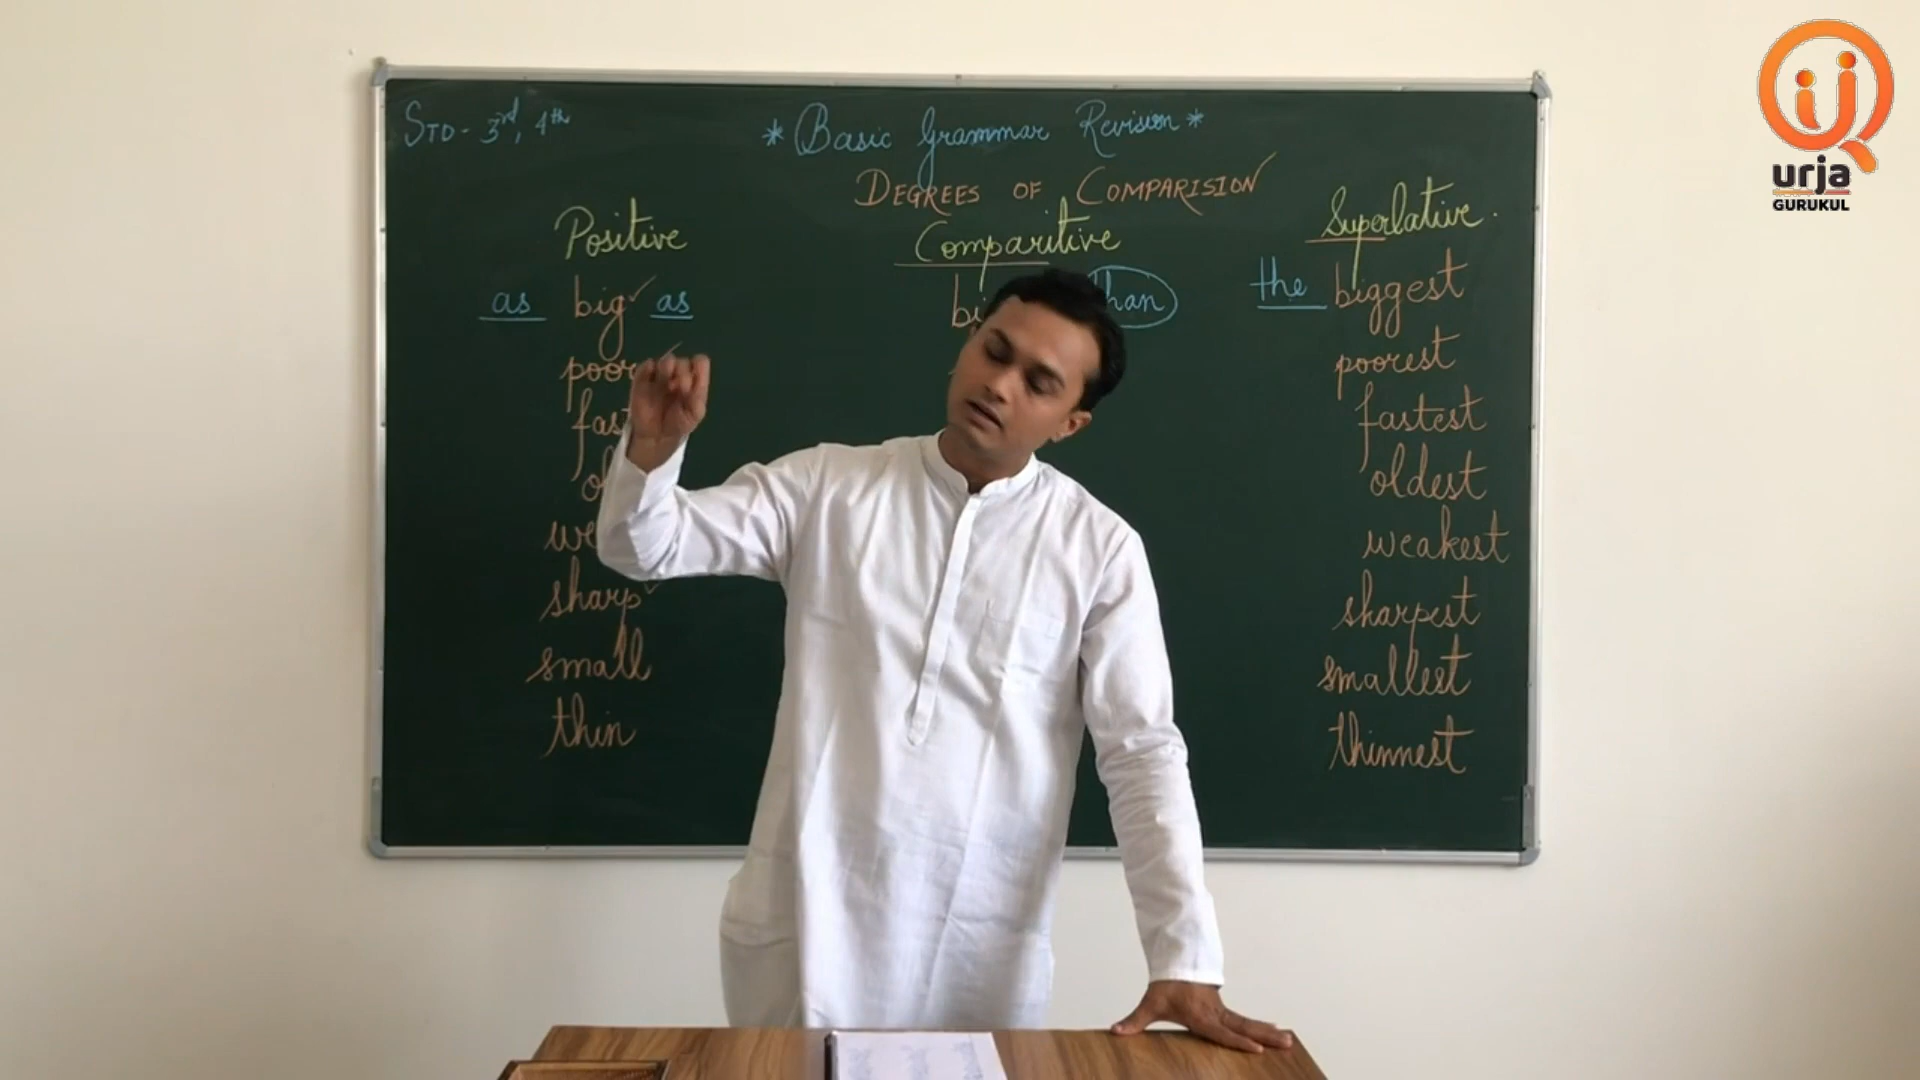 STD - 3rd, 4th
* Basic Grammar Revision *
DEGREES OF COMPARISION
Positive Comparitive Superlative.
as big as than the biggest
poor poorest
fastest
oldest
weakest
sharp sharpest
small smallest
thin thinnest
urja
GURUKUL